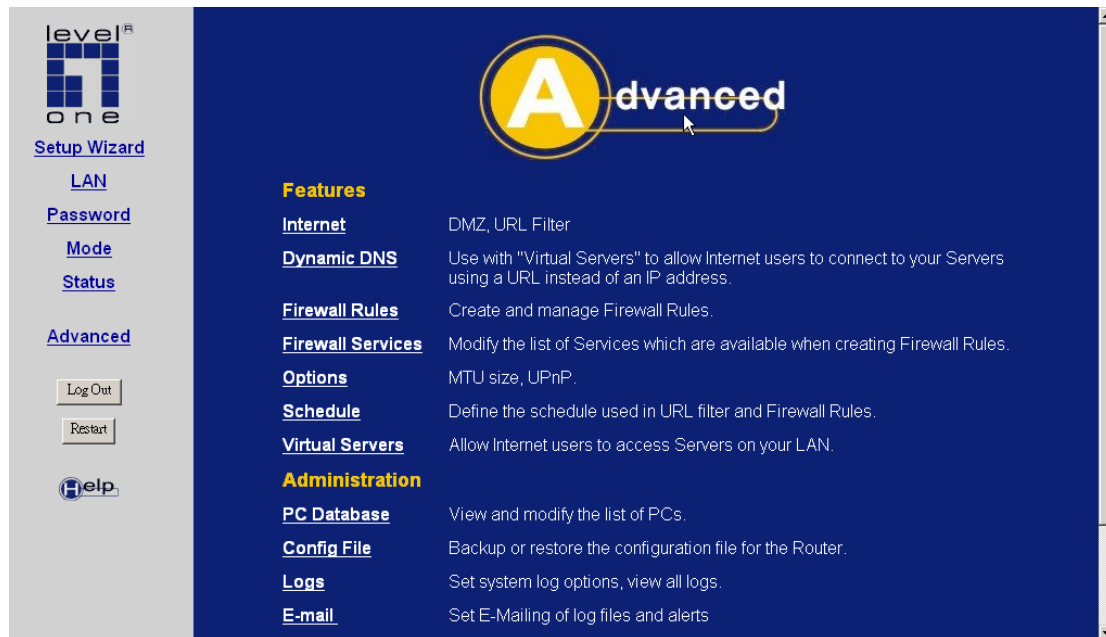 level®
one
Setup Wizard
LAN
Password
Mode
Status
Advanced
Log Out
Restart
Help
Advanced
Features
Internet DMZ, URL Filter
Dynamic DNS Use with "Virtual Servers" to allow Internet users to connect to your Servers
using a URL instead of an IP address.
Firewall Rules Create and manage Firewall Rules.
Firewall Services Modify the list of Services which are available when creating Firewall Rules.
Options MTU size, UPnP.
Schedule Define the schedule used in URL filter and Firewall Rules.
Virtual Servers Allow Internet users to access Servers on your LAN.
Administration
PC Database View and modify the list of PCs.
Config File Backup or restore the configuration file for the Router.
Logs Set system log options, view all logs.
E-mail Set E-Mailing of log files and alerts